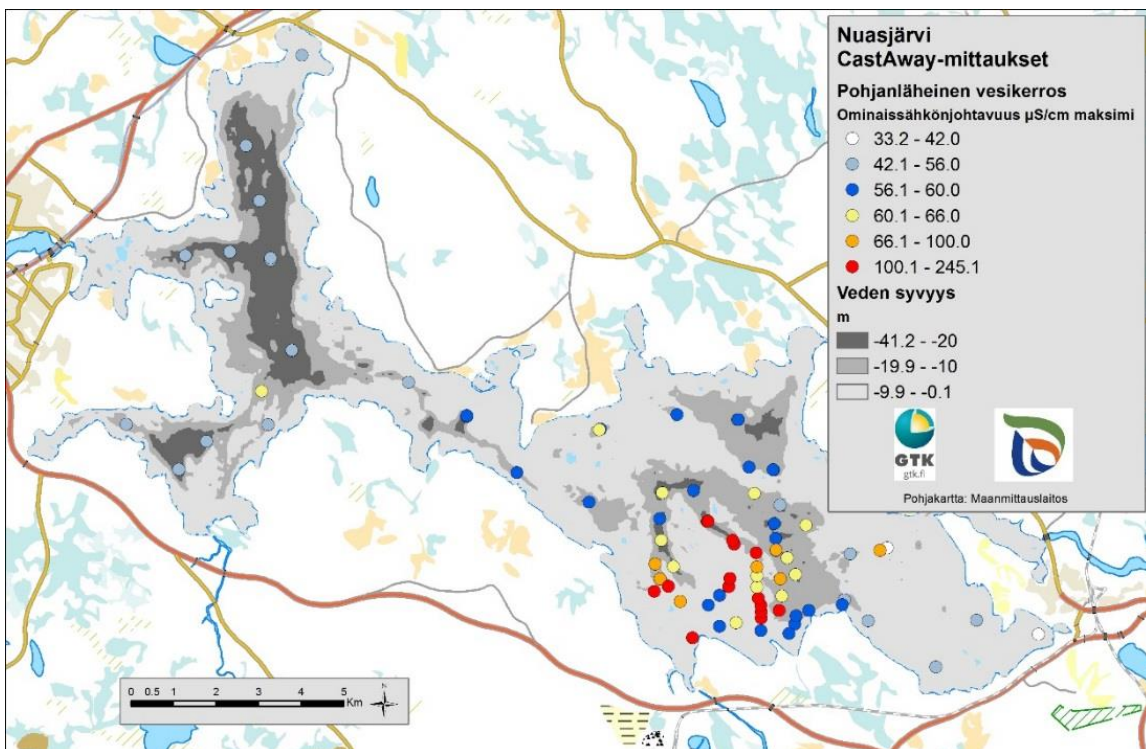 Nuasjärvi
CastAway-mittaukset
Pohjanläheinen vesikerros
Ominaissähkönjohtavuus µS/cm maksimi
33.2 - 42.0
42.1 - 56.0
56.1 - 60.0
60.1 - 66.0
66.1 - 100.0
100.1 - 245.1
Veden syvyys
m
-41.2 - -20
-19.9 - -10
-9.9 - -0.1
GTK
gtk.fi
Pohjakartta: Maanmittauslaitos
0 0.5 1 2 3 4 5
Km
N